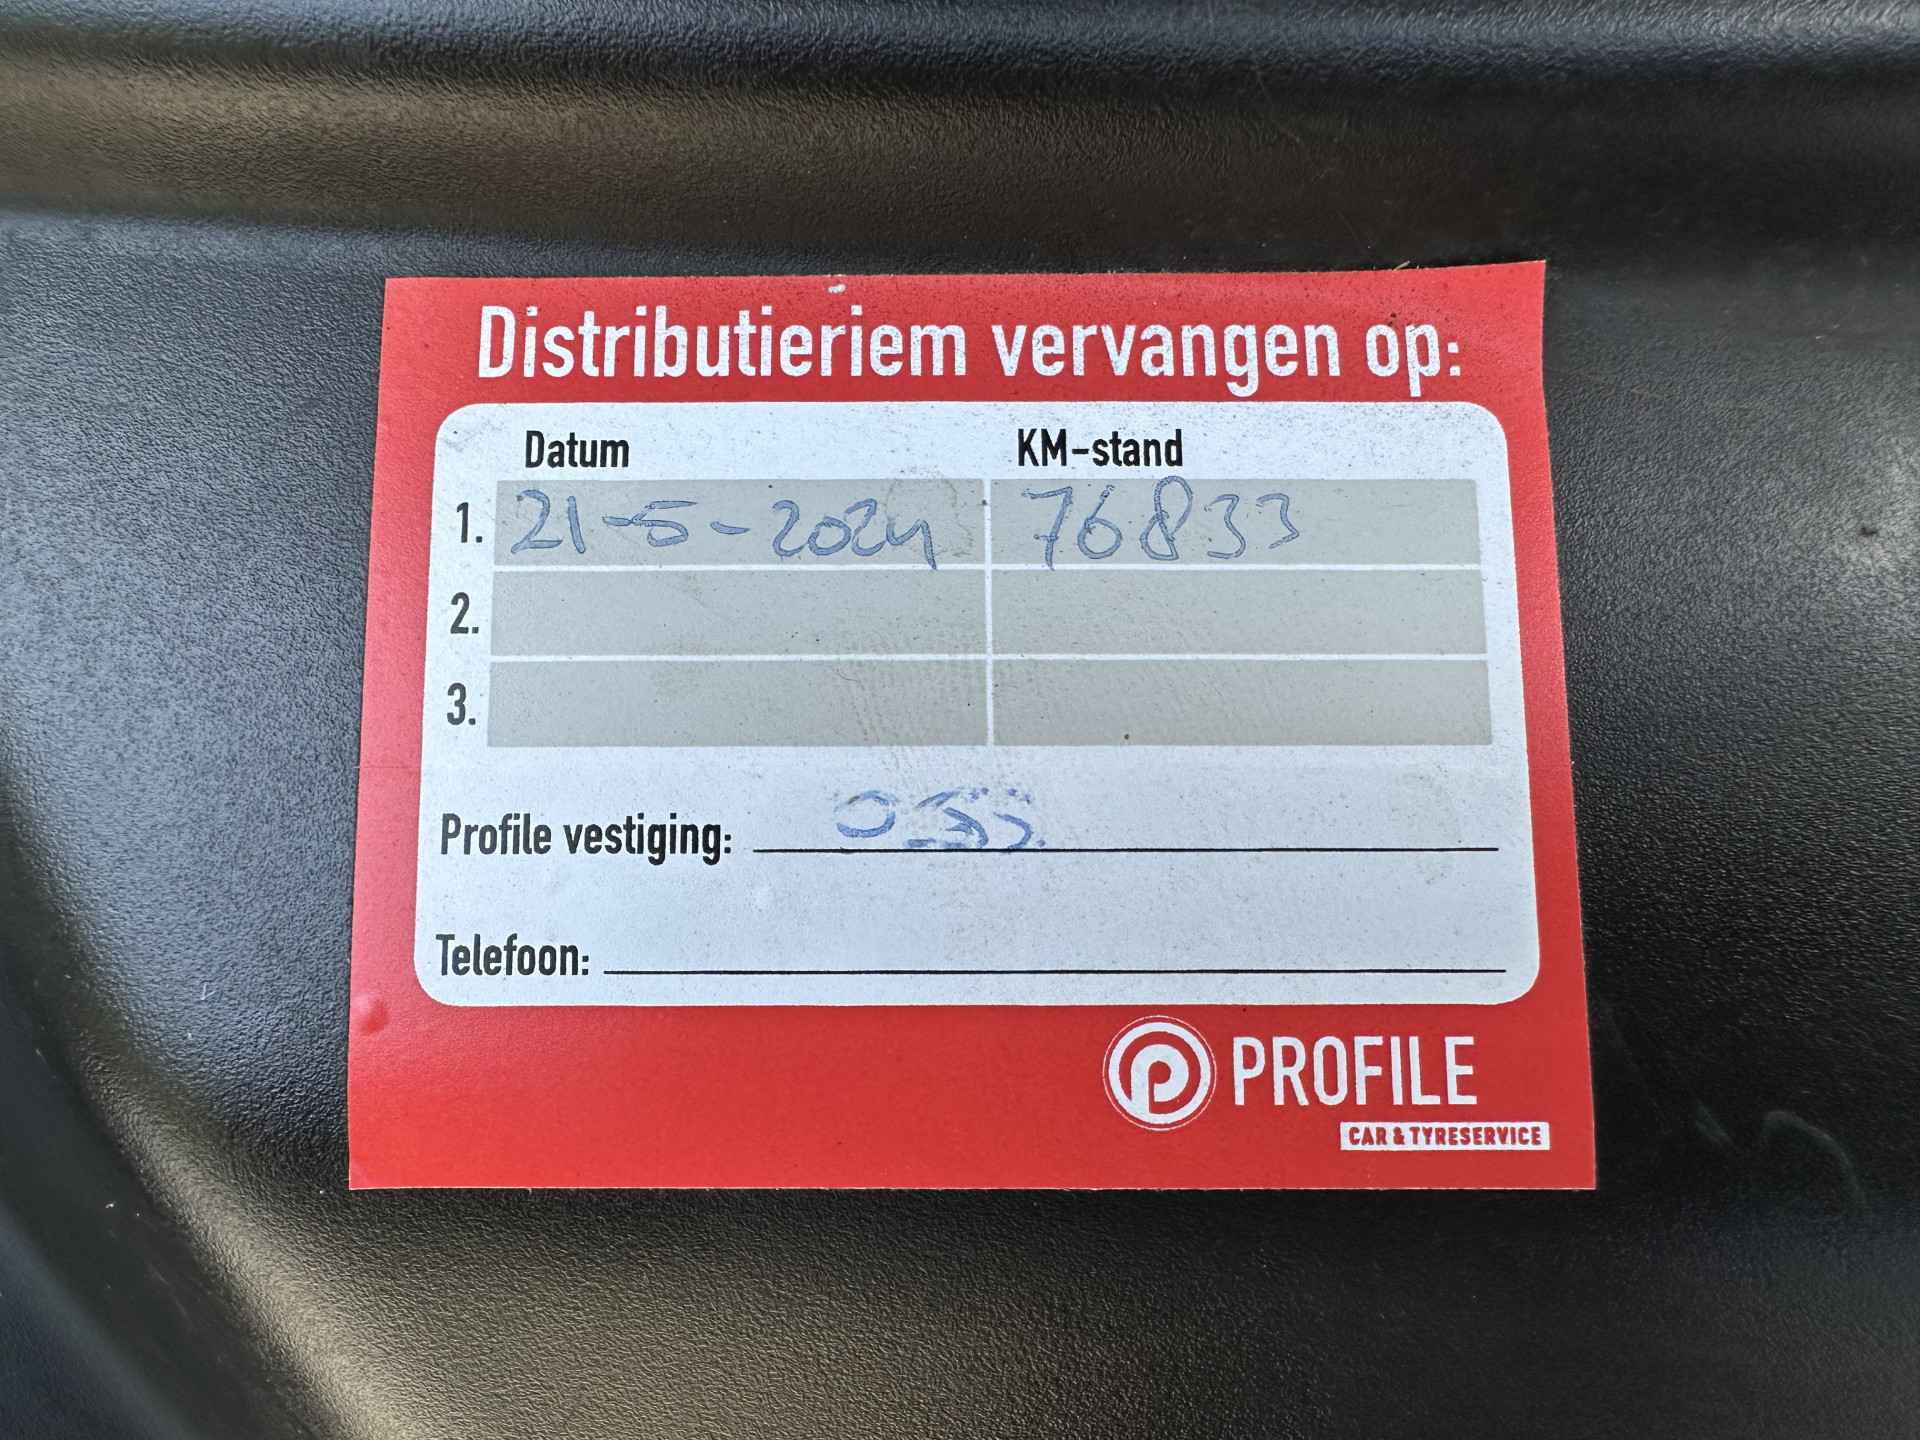 Distributieriem vervangen op:
Datum KM-stand
1. 21-5-2024 76833
2.
3.
Profile vestiging: OSS
Telefoon:
PROFILE
CAR & TYRESERVICE